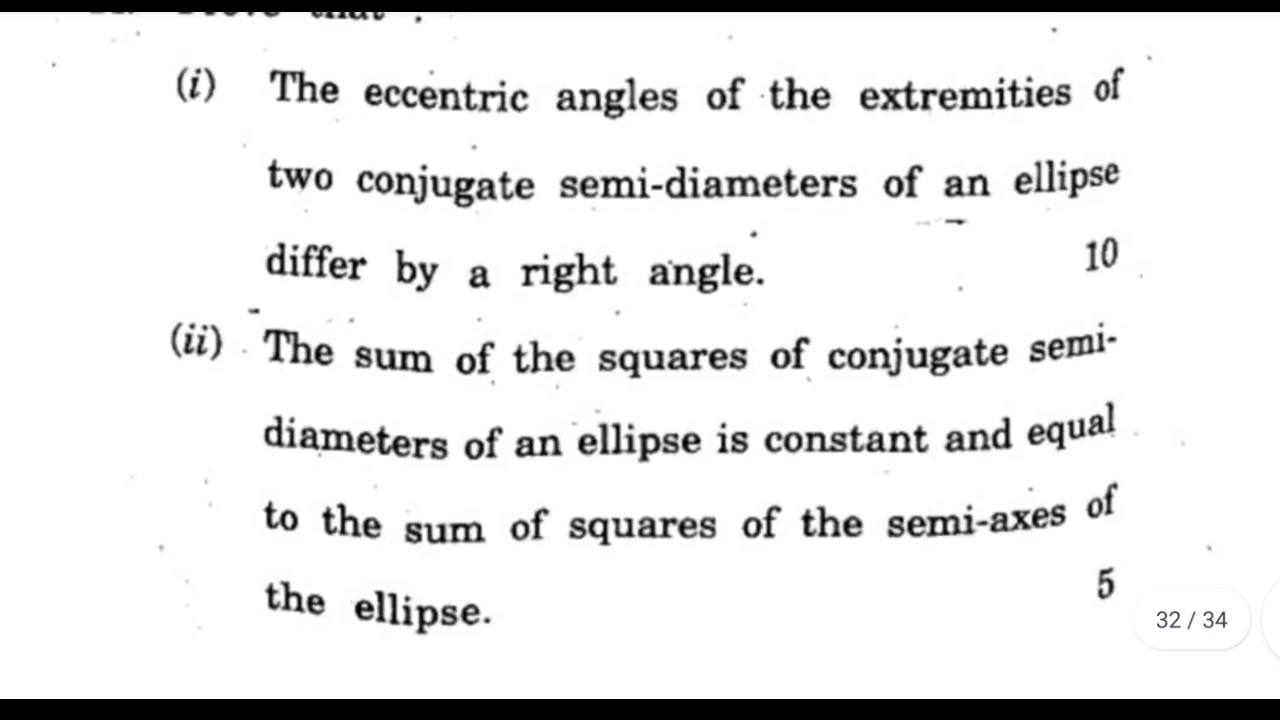 Prove that :
(i) The eccentric angles of the extremities of
two conjugate semi-diameters of an ellipse
differ by a right angle. 10
(ii) The sum of the squares of conjugate semi-
diameters of an ellipse is constant and equal
to the sum of squares of the semi-axes of
the ellipse. 5
32 / 34